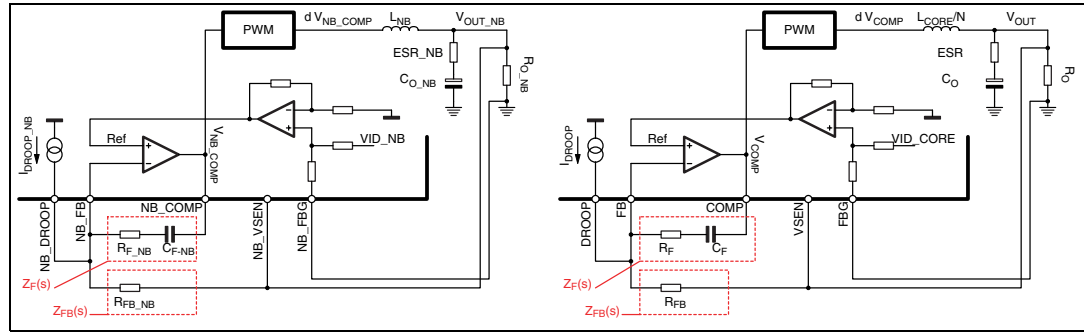 PWM
d V_NB_COMP
L_NB
V_OUT_NB
ESR_NB
C_O_NB
R_O_NB
I_DROOP_NB
Ref
V_NB_COMP
VID_NB
NB_DROOP
NB_FB
NB_COMP
NB_VSEN
NB_FBG
R_F_NB
C_F-NB
Z_F(s)
R_FB_NB
Z_FB(s)
PWM
d V_COMP
L_CORE/N
V_OUT
ESR
C_O
R_O
I_DROOP
Ref
V_COMP
VID_CORE
DROOP
FB
COMP
VSEN
FBG
R_F
C_F
Z_F(s)
R_FB
Z_FB(s)